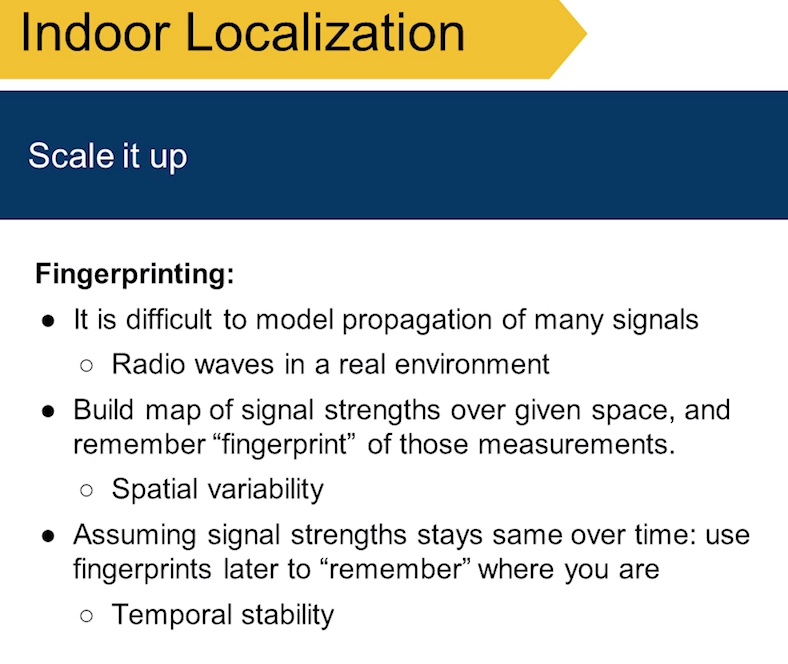 Indoor Localization
Scale it up
Fingerprinting:
● It is difficult to model propagation of many signals
○ Radio waves in a real environment
● Build map of signal strengths over given space, and
remember “fingerprint” of those measurements.
○ Spatial variability
● Assuming signal strengths stays same over time: use
fingerprints later to “remember” where you are
○ Temporal stability